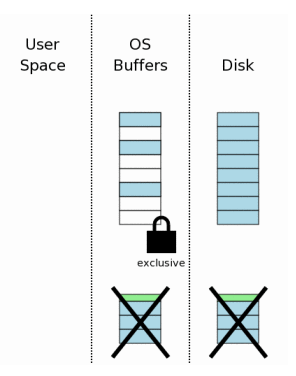 User
Space
OS
Buffers
Disk
exclusive